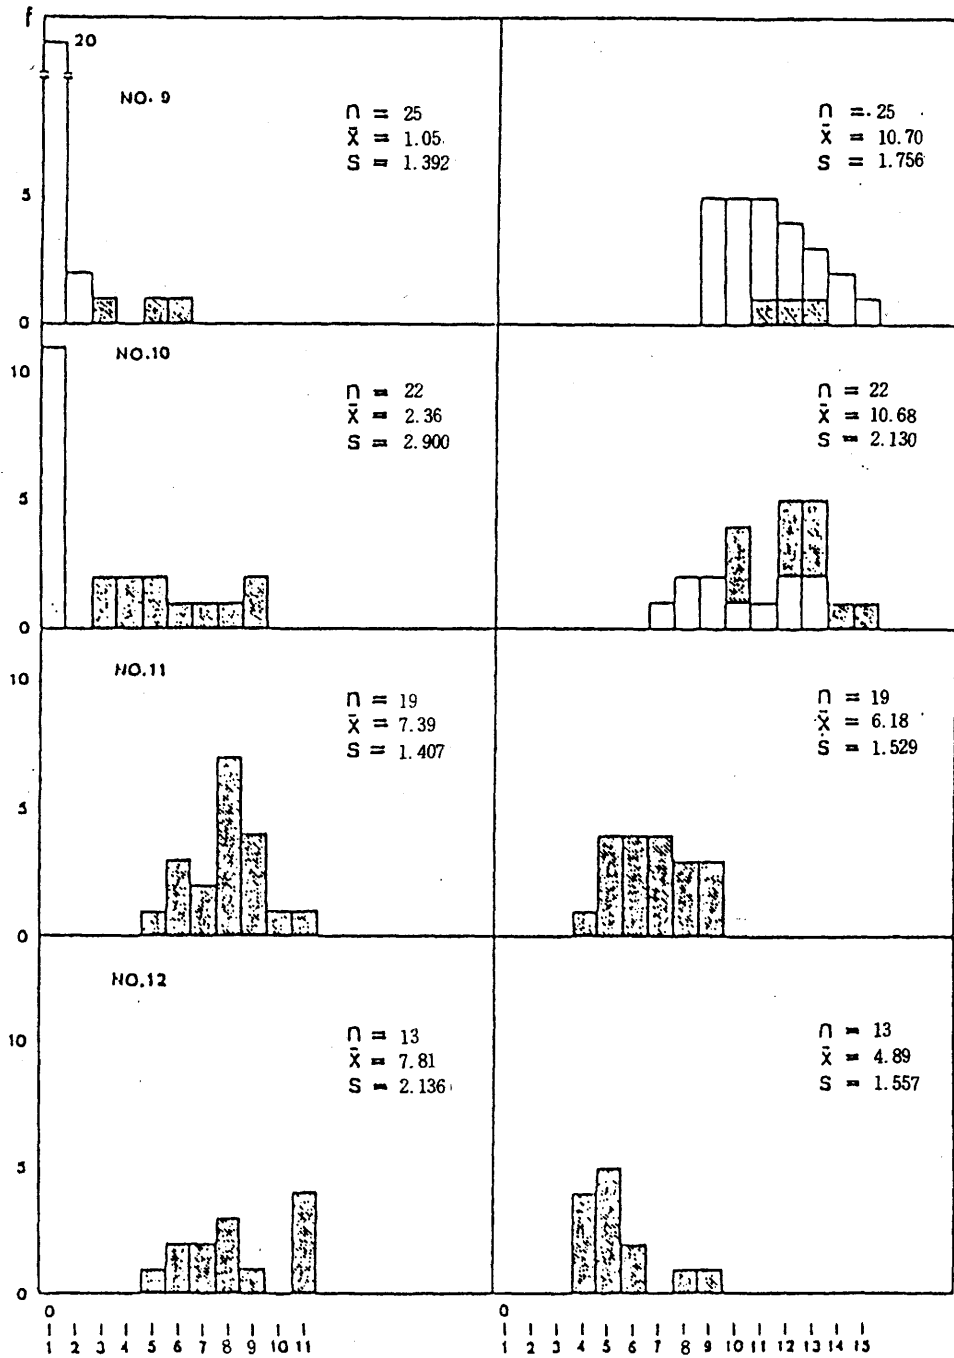 f
20
NO. 9
n = 25
x̄ = 1.05
S = 1.392
n = 25
x̄ = 10.70
S = 1.756
5
0
NO.10
10
n = 22
x̄ = 2.36
S = 2.900
n = 22
x̄ = 10.68
S = 2.130
5
0
NO.11
10
n = 19
x̄ = 7.39
S = 1.407
n = 19
x̄ = 6.18
S = 1.529
5
0
NO.12
10
n = 13
x̄ = 7.81
S = 2.136
n = 13
x̄ = 4.89
S = 1.557
5
0
0 0
1 2 3 4 5 6 7 8 9 10 11 1 2 3 4 5 6 7 8 9 10 11 12 13 14 15